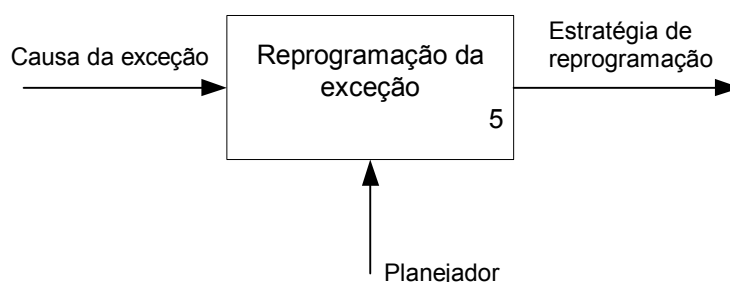 Causa da exceção
Reprogramação da
exceção
5
Estratégia de
reprogramação
Planejador